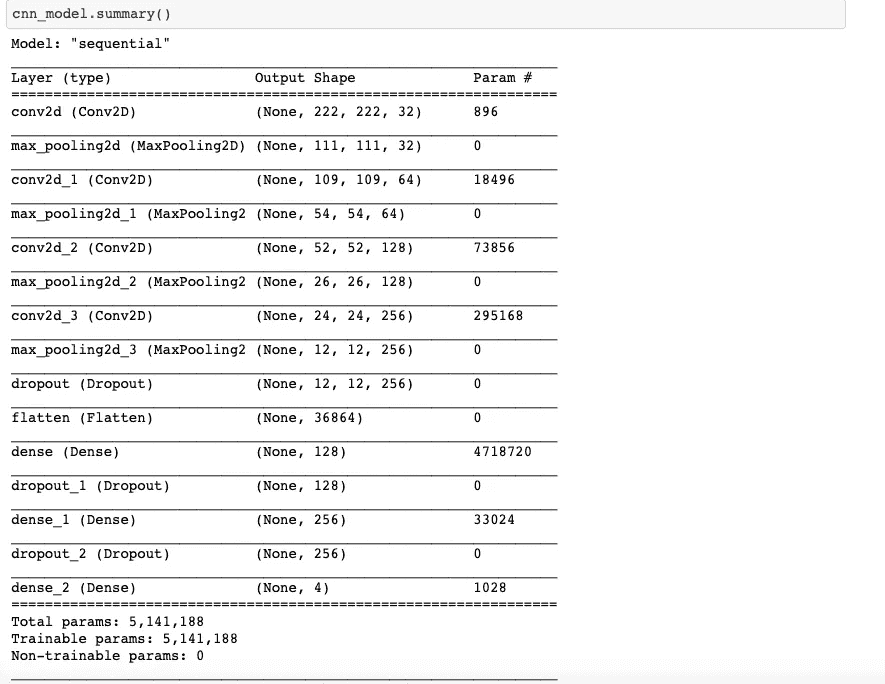 cnn_model.summary()
Model: "sequential"
Layer (type) Output Shape Param #
conv2d (Conv2D) (None, 222, 222, 32) 896
max_pooling2d (MaxPooling2D) (None, 111, 111, 32) 0
conv2d_1 (Conv2D) (None, 109, 109, 64) 18496
max_pooling2d_1 (MaxPooling2 (None, 54, 54, 64) 0
conv2d_2 (Conv2D) (None, 52, 52, 128) 73856
max_pooling2d_2 (MaxPooling2 (None, 26, 26, 128) 0
conv2d_3 (Conv2D) (None, 24, 24, 256) 295168
max_pooling2d_3 (MaxPooling2 (None, 12, 12, 256) 0
dropout (Dropout) (None, 12, 12, 256) 0
flatten (Flatten) (None, 36864) 0
dense (Dense) (None, 128) 4718720
dropout_1 (Dropout) (None, 128) 0
dense_1 (Dense) (None, 256) 33024
dropout_2 (Dropout) (None, 256) 0
dense_2 (Dense) (None, 4) 1028
Total params: 5,141,188
Trainable params: 5,141,188
Non-trainable params: 0